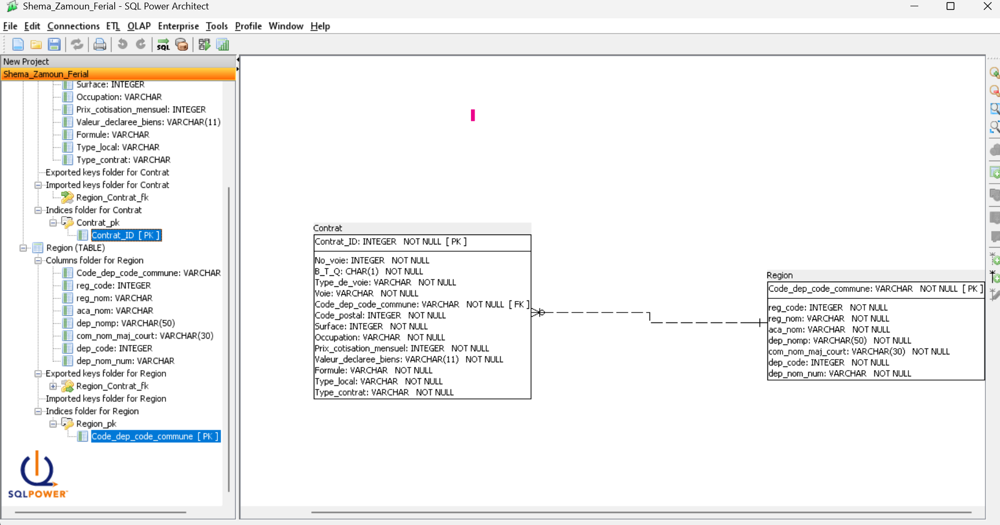 Shema_Zamoun_Ferial - SQL Power Architect
File Edit Connections ETL OLAP Enterprise Tools Profile Window Help
SQL
New Project
Shema_Zamoun_Ferial
Surface: INTEGER
Occupation: VARCHAR
Prix_cotisation_mensuel: INTEGER
Valeur_declaree_biens: VARCHAR(11)
Formule: VARCHAR
Type_local: VARCHAR
Type_contrat: VARCHAR
Exported keys folder for Contrat
Imported keys folder for Contrat
Region_Contrat_fk
Indices folder for Contrat
Contrat_pk
Contrat_ID [ PK ]
Region (TABLE)
Columns folder for Region
Code_dep_code_commune: VARCHAR
reg_code: INTEGER
reg_nom: VARCHAR
aca_nom: VARCHAR
dep_nomp: VARCHAR(50)
com_nom_maj_court: VARCHAR(30)
dep_code: INTEGER
dep_nom_num: VARCHAR
Exported keys folder for Region
Region_Contrat_fk
Imported keys folder for Region
Indices folder for Region
Region_pk
Code_dep_code_commune [ PK ]
SQLPOWER
Contrat
Contrat_ID: INTEGER NOT NULL [ PK ]
No_voie: INTEGER NOT NULL
B_T_Q: CHAR(1) NOT NULL
Type_de_voie: VARCHAR NOT NULL
Voie: VARCHAR NOT NULL
Code_dep_code_commune: VARCHAR NOT NULL [ FK ]
Code_postal: INTEGER NOT NULL
Surface: INTEGER NOT NULL
Occupation: VARCHAR NOT NULL
Prix_cotisation_mensuel: INTEGER NOT NULL
Valeur_declaree_biens: VARCHAR(11) NOT NULL
Formule: VARCHAR NOT NULL
Type_local: VARCHAR NOT NULL
Type_contrat: VARCHAR NOT NULL
Region
Code_dep_code_commune: VARCHAR NOT NULL [ PK ]
reg_code: INTEGER NOT NULL
reg_nom: VARCHAR NOT NULL
aca_nom: VARCHAR NOT NULL
dep_nomp: VARCHAR(50) NOT NULL
com_nom_maj_court: VARCHAR(30) NOT NULL
dep_code: INTEGER NOT NULL
dep_nom_num: VARCHAR NOT NULL